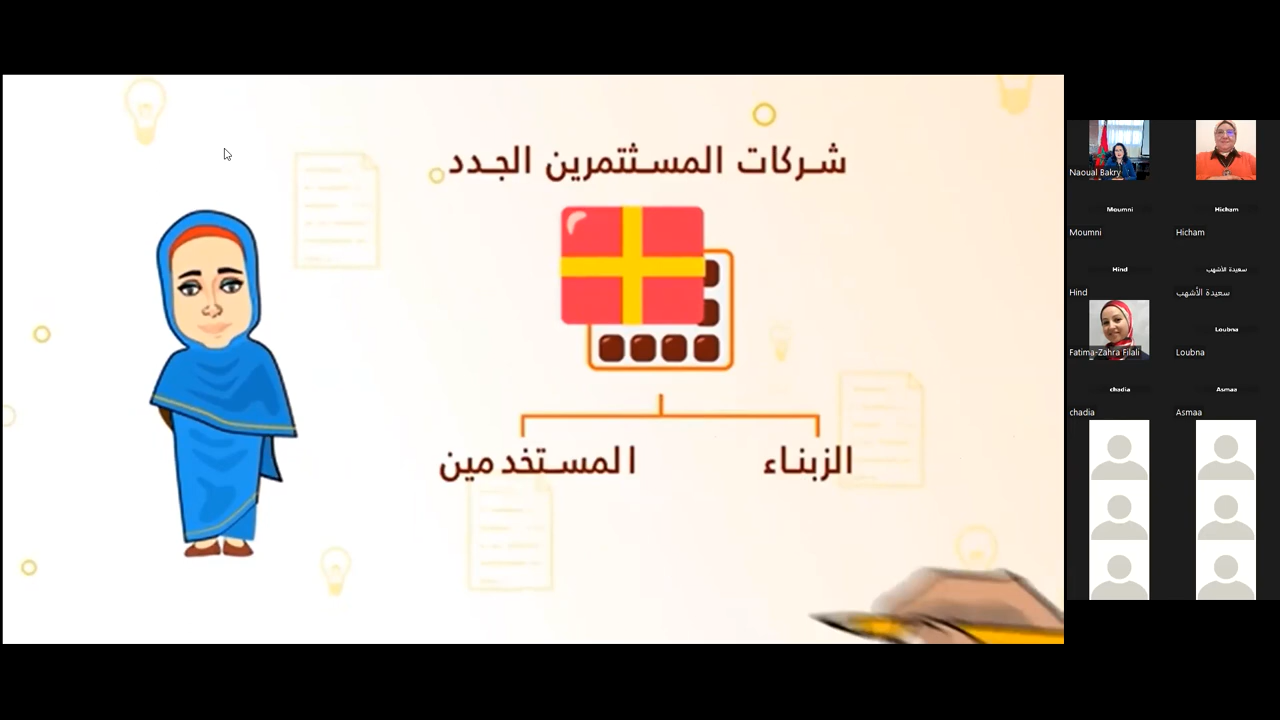 شركات المستثمرين الجدد
الزبناء
المستخدمين
Naoual Bakry
Moumni
Hicham
Moumni
Hicham
Hind
سعيدة الأشهب
Hind
سعيدة الأشهب
Loubna
Fatima-Zahra Filali
Loubna
chadia
Asmaa
chadia
Asmaa